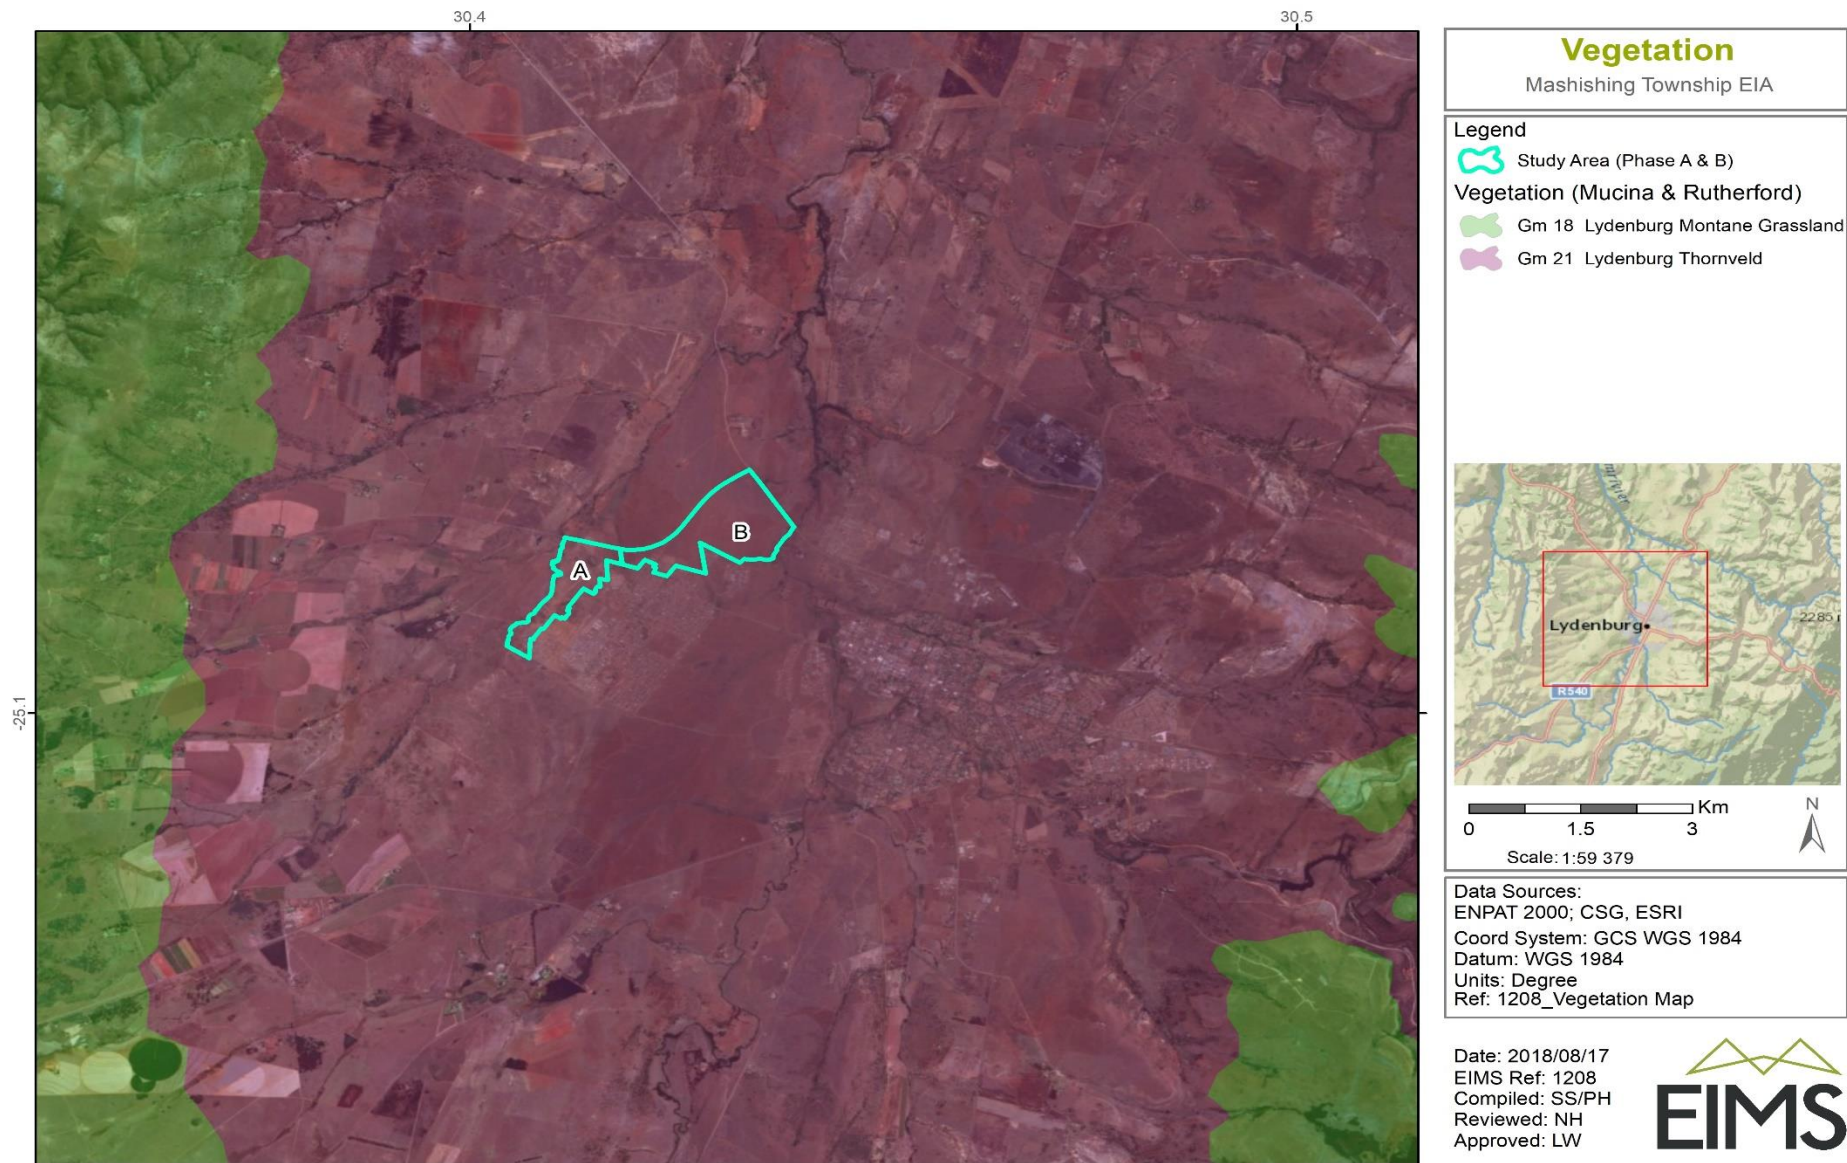 30.4
30.5
-25.1
A
B
Vegetation
Mashishing Township EIA
Legend
Study Area (Phase A & B)
Vegetation (Mucina & Rutherford)
Gm 18 Lydenburg Montane Grassland
Gm 21 Lydenburg Thornveld
Lydenburg
2285
R540
Km
0 1.5 3
N
Scale: 1:59 379
Data Sources:
ENPAT 2000; CSG, ESRI
Coord System: GCS WGS 1984
Datum: WGS 1984
Units: Degree
Ref: 1208_Vegetation Map
Date: 2018/08/17
EIMS Ref: 1208
Compiled: SS/PH
Reviewed: NH
Approved: LW
EIMS